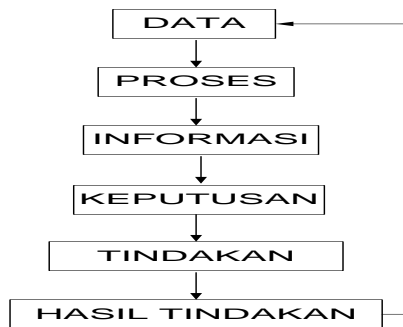 DATA
PROSES
INFORMASI
KEPUTUSAN
TINDAKAN
HASIL TINDAKAN